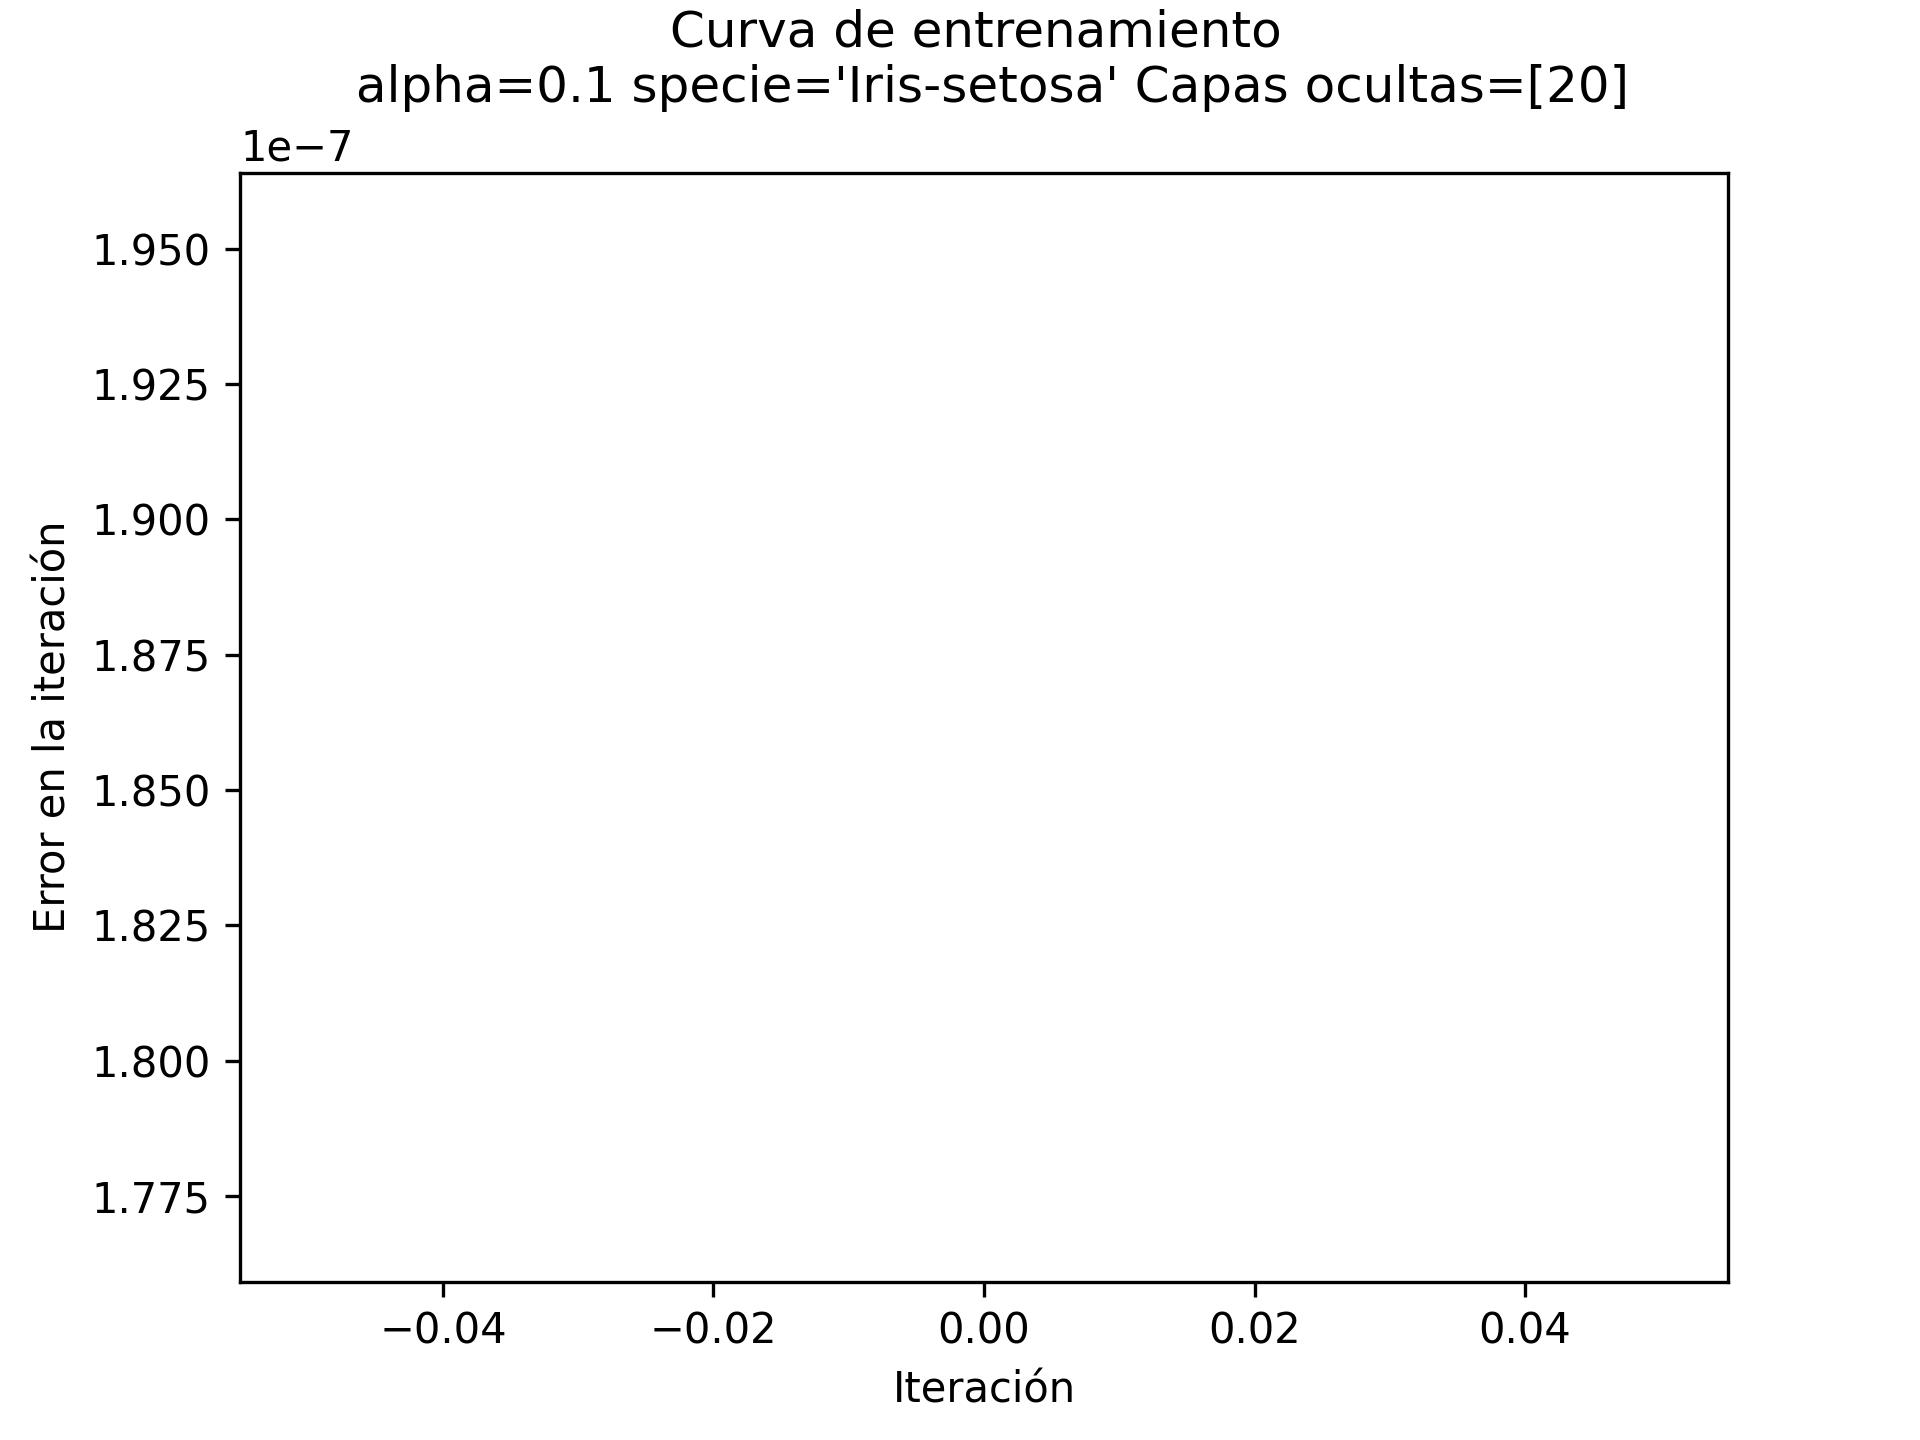 Curva de entrenamiento
alpha=0.1 specie='Iris-setosa' Capas ocultas=[20]
1e−7
1.950
1.925
1.900
1.875
1.850
1.825
1.800
1.775
Error en la iteración
−0.04
−0.02
0.00
0.02
0.04
Iteración